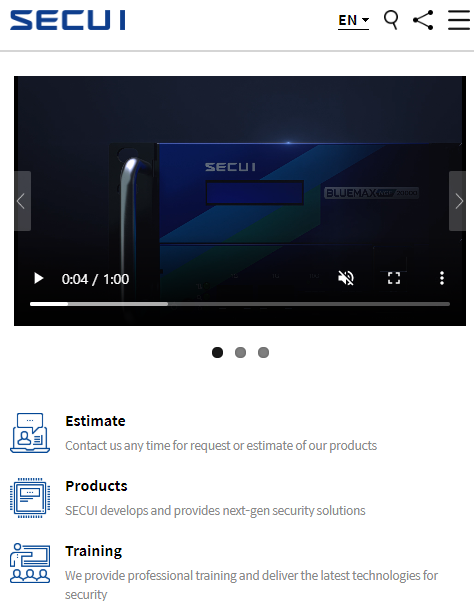 SECUI
EN
SECUI
BLUEMAX NGF 20000
0:04 / 1:00
Estimate
Contact us any time for request or estimate of our products
Products
SECUI develops and provides next-gen security solutions
Training
We provide professional training and deliver the latest technologies for
security